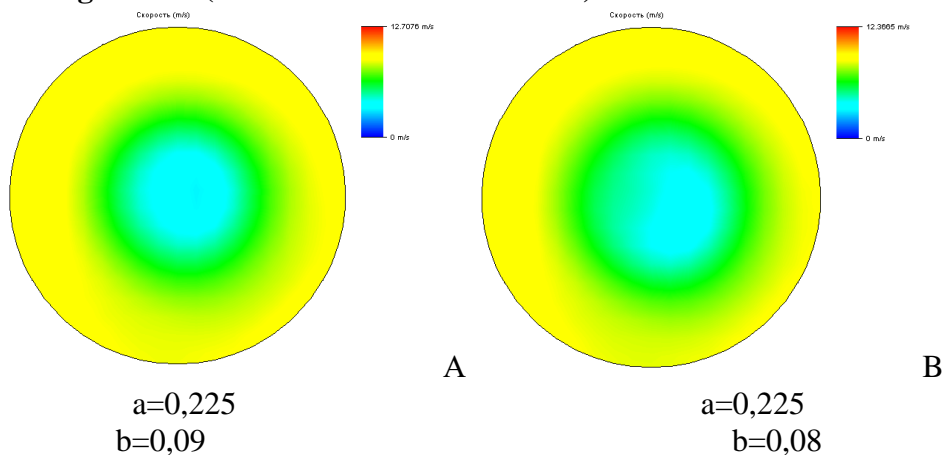 Скорость (m/s)
12.7076 m/s
0 m/s
Скорость (m/s)
12.3665 m/s
0 m/s
A
B
a=0,225
a=0,225
b=0,09
b=0,08